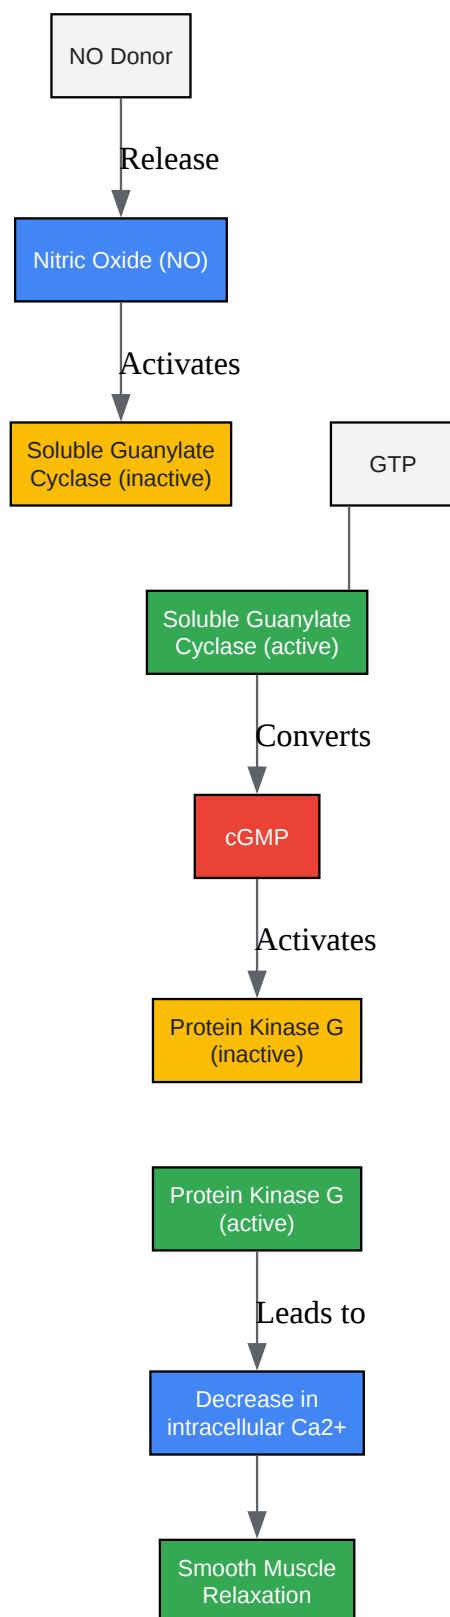 NO Donor
Release
Nitric Oxide (NO)
Activates
Soluble Guanylate
Cyclase (inactive)
GTP
Soluble Guanylate
Cyclase (active)
Converts
cGMP
Activates
Protein Kinase G
(inactive)
Protein Kinase G
(active)
Leads to
Decrease in
intracellular Ca2+
Smooth Muscle
Relaxation